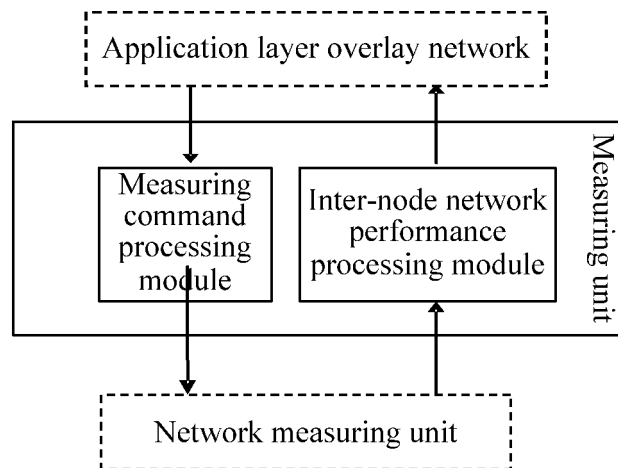 Application layer overlay network
Measuring
command
processing
module
Inter-node network
performance
processing module
Measuring unit
Network measuring unit